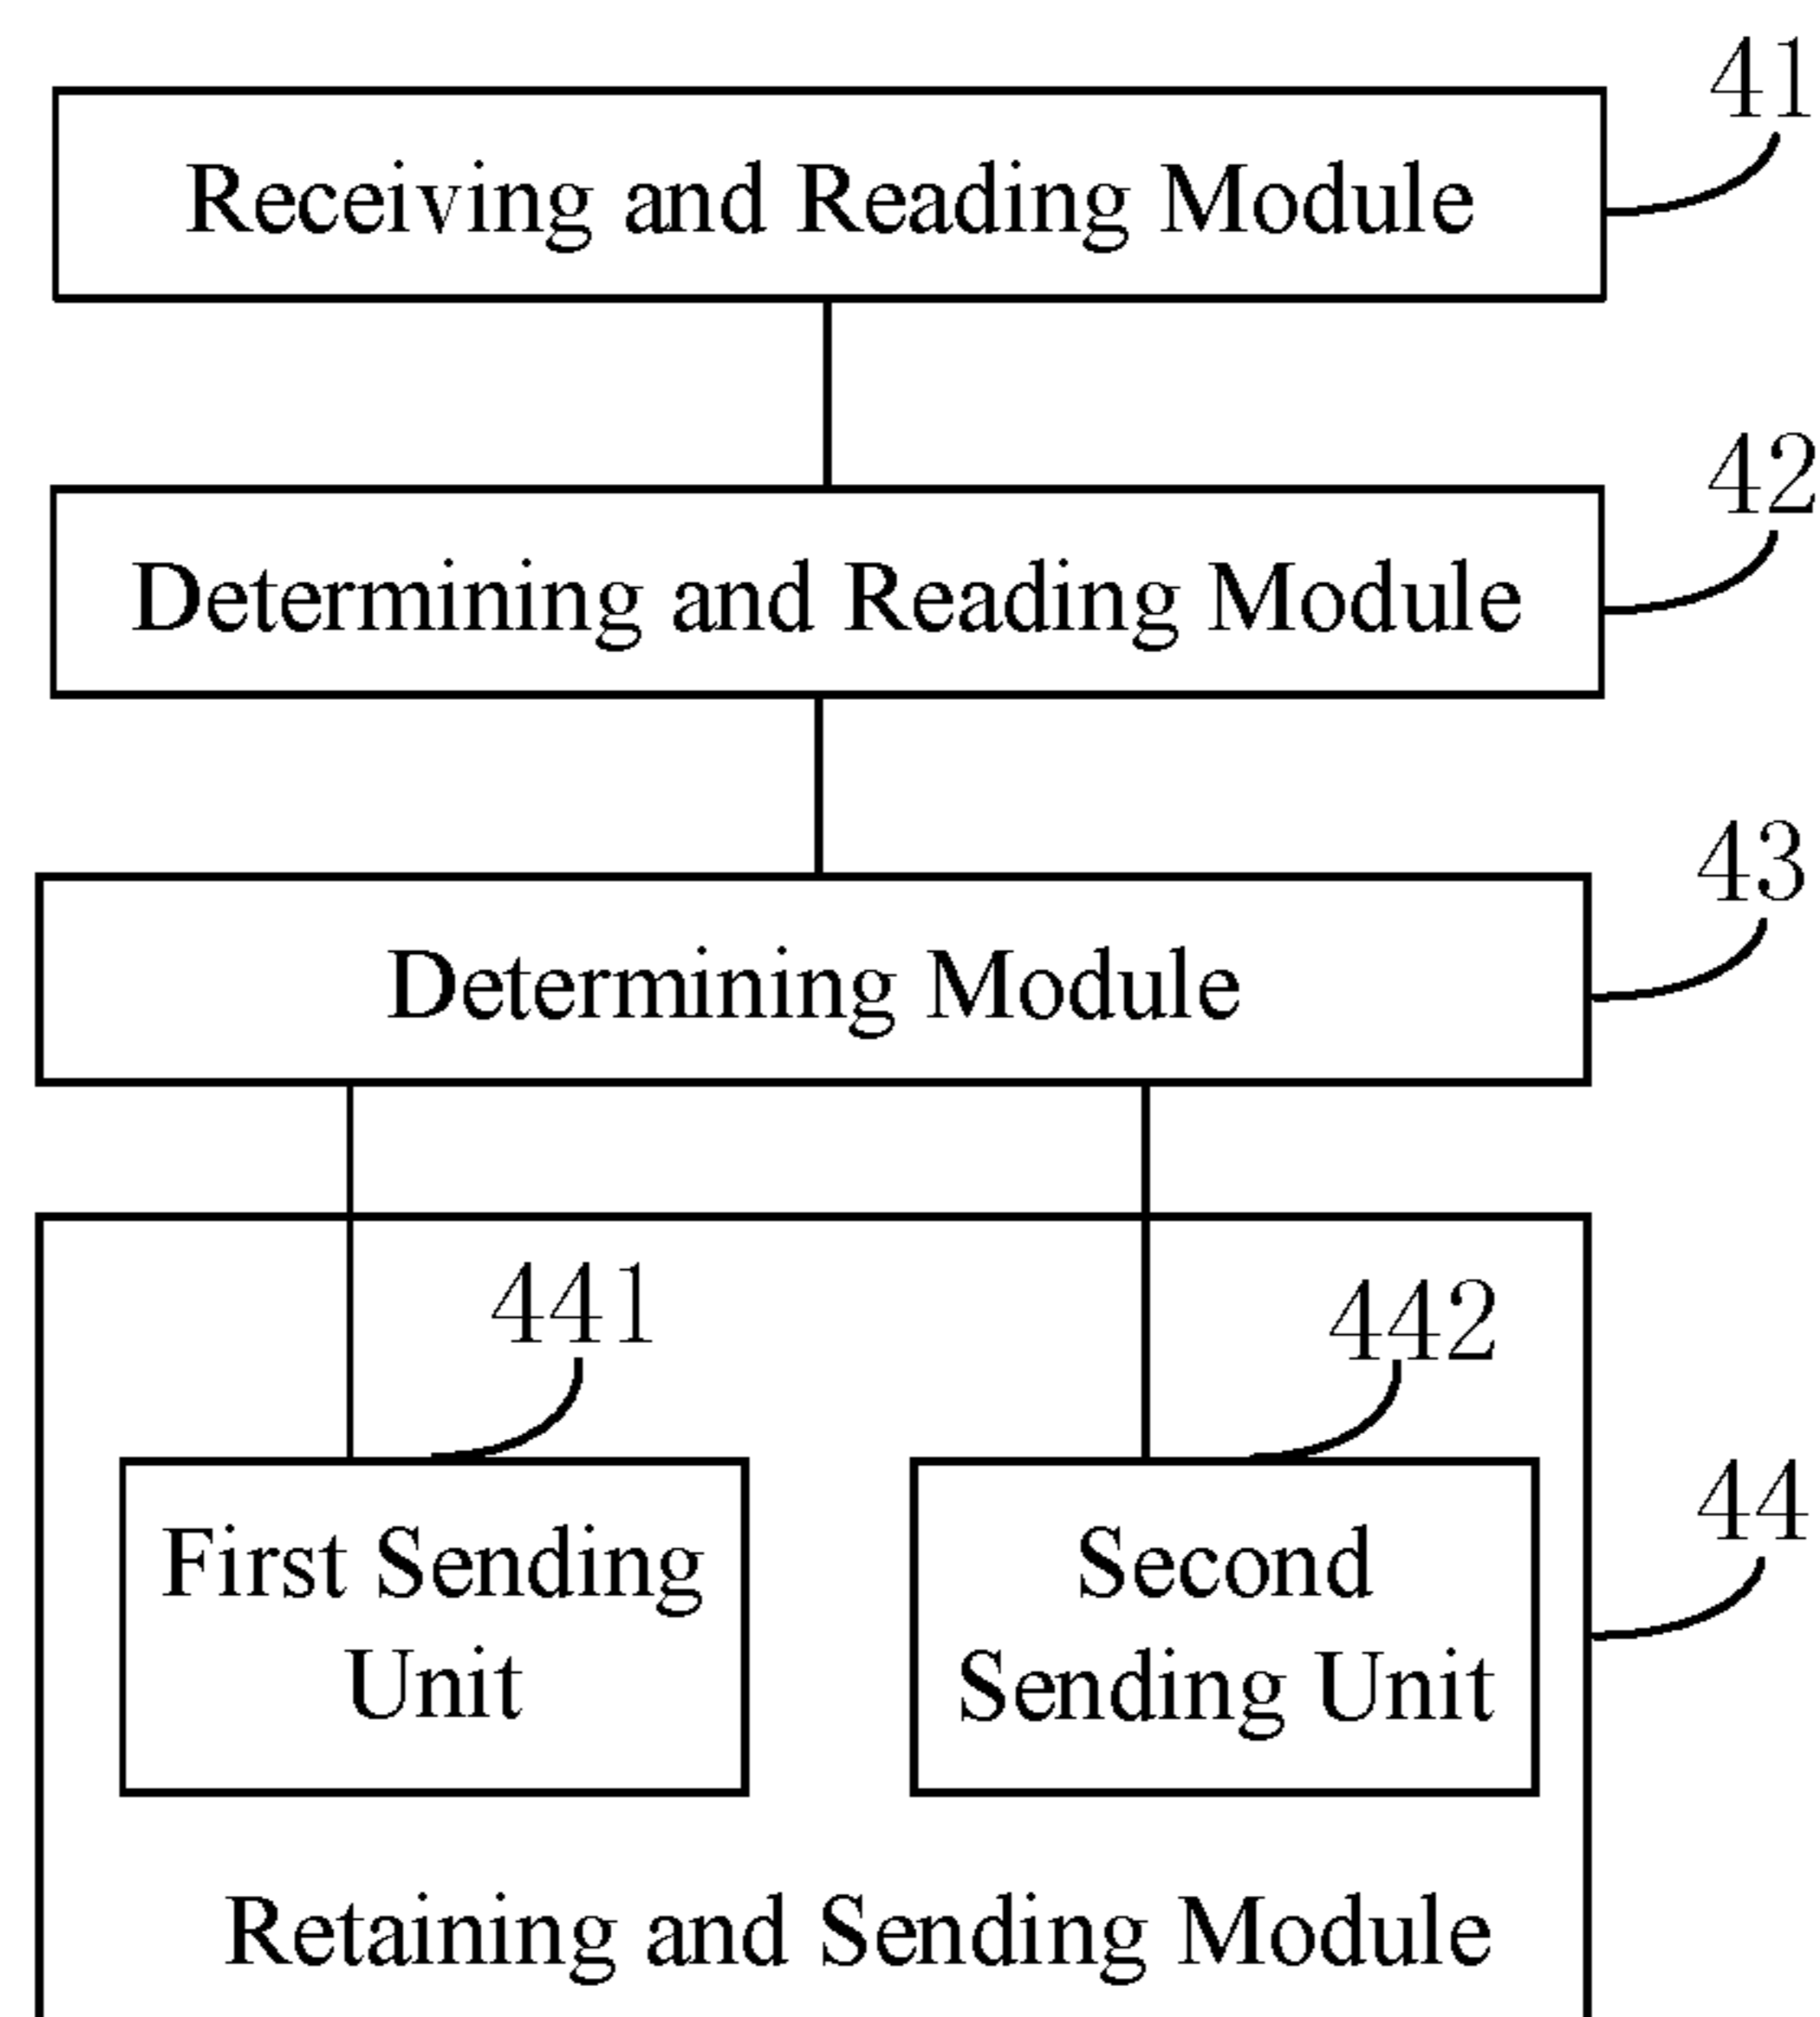 41
Receiving and Reading Module
42
Determining and Reading Module
43
Determining Module
441
442
44
First Sending
Unit
Second
Sending Unit
Retaining and Sending Module